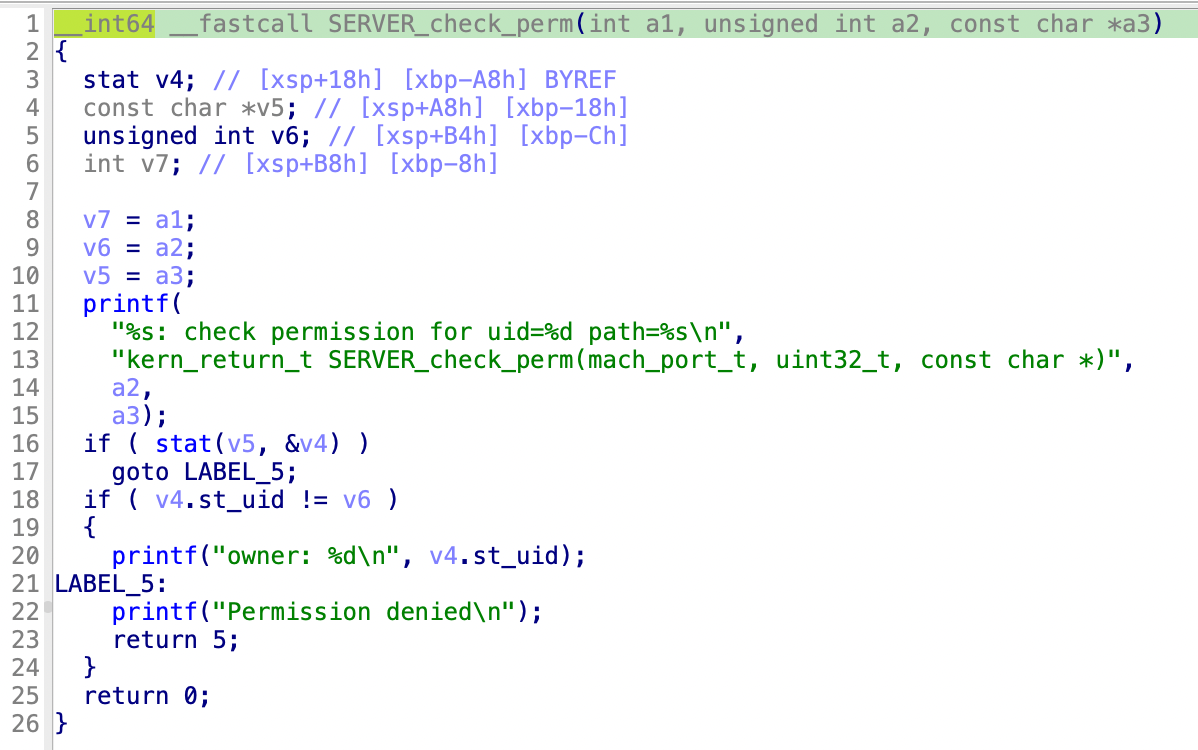 1 __int64 __fastcall SERVER_check_perm(int a1, unsigned int a2, const char *a3)
2 {
3   stat v4; // [xsp+18h] [xbp-A8h] BYREF
4   const char *v5; // [xsp+A8h] [xbp-18h]
5   unsigned int v6; // [xsp+B4h] [xbp-Ch]
6   int v7; // [xsp+B8h] [xbp-8h]
7
8   v7 = a1;
9   v6 = a2;
10   v5 = a3;
11   printf(
12     "%s: check permission for uid=%d path=%s\n",
13     "kern_return_t SERVER_check_perm(mach_port_t, uint32_t, const char *)",
14     a2,
15     a3);
16   if ( stat(v5, &v4) )
17     goto LABEL_5;
18   if ( v4.st_uid != v6 )
19   {
20     printf("owner: %d\n", v4.st_uid);
21 LABEL_5:
22     printf("Permission denied\n");
23     return 5;
24   }
25   return 0;
26 }